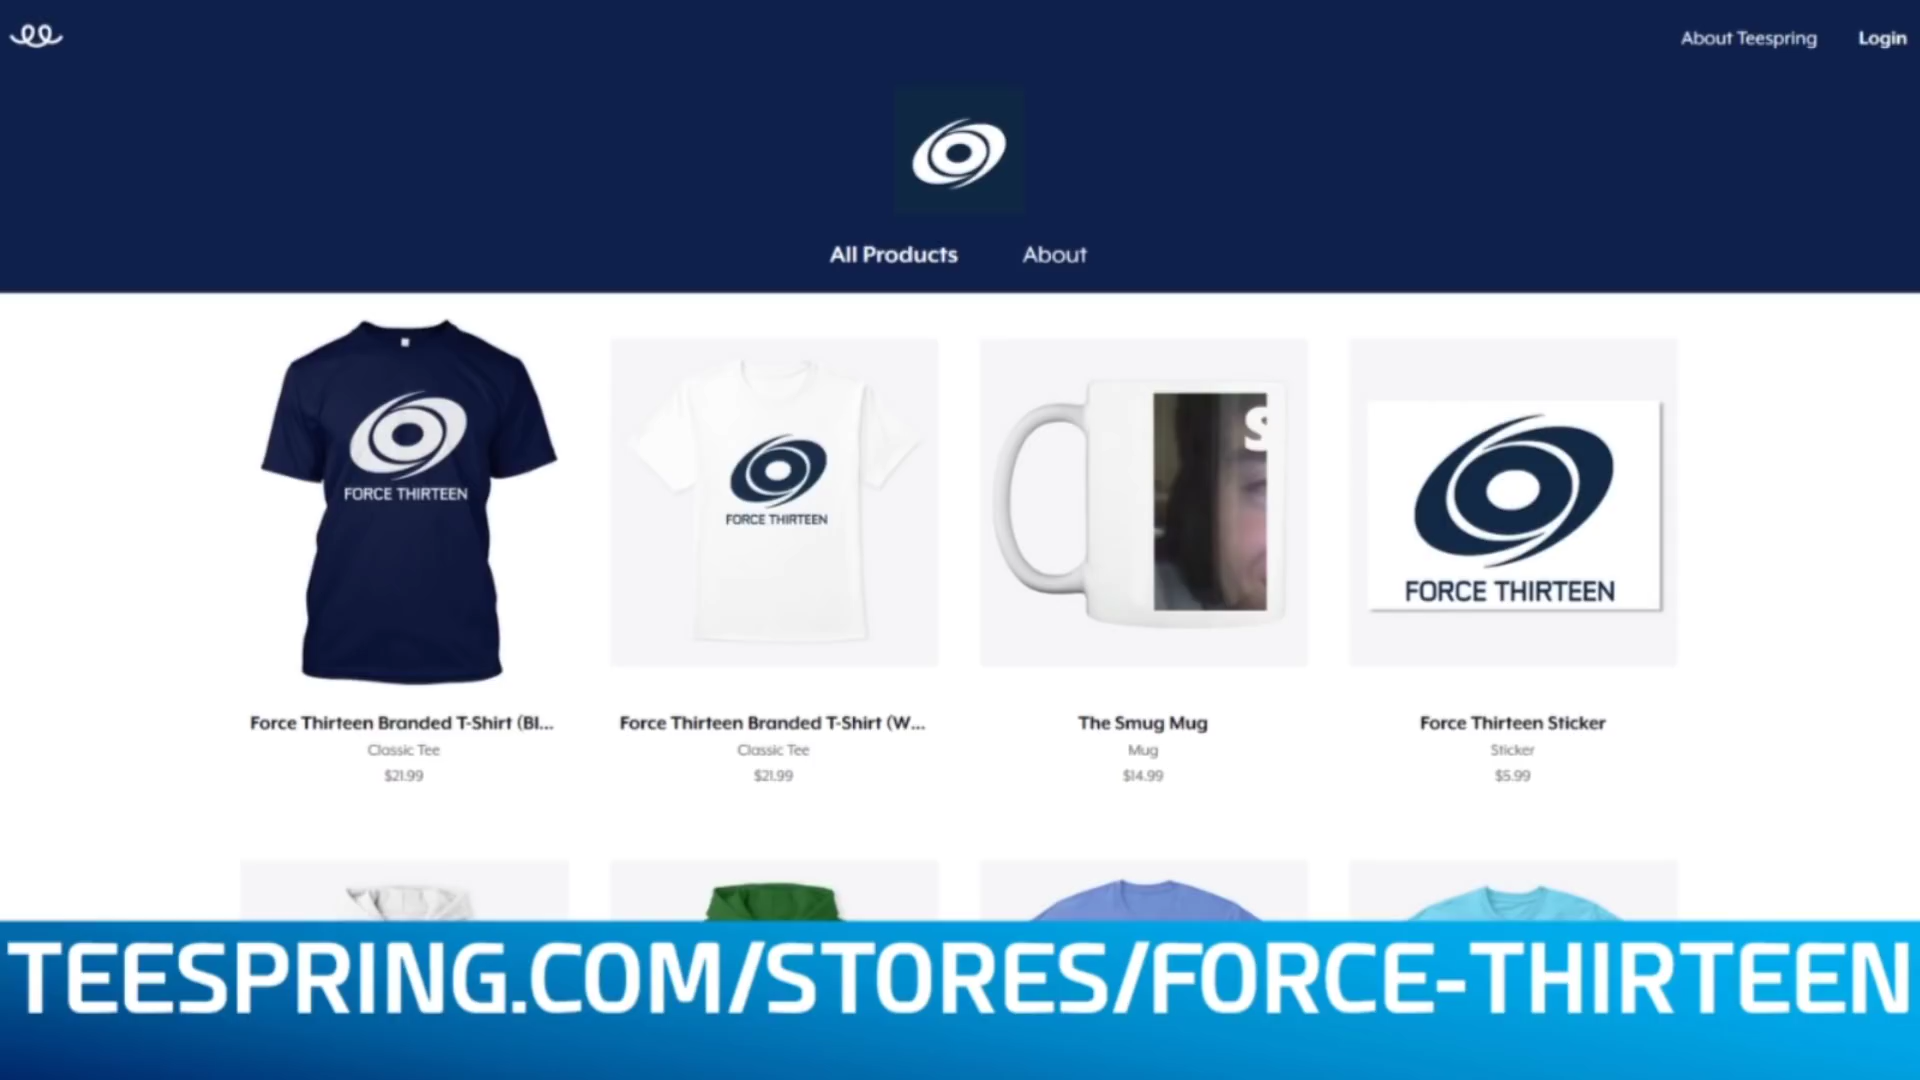 About Teespring
Login
All Products
About
FORCE THIRTEEN
FORCE THIRTEEN
S
FORCE THIRTEEN
Force Thirteen Branded T-Shirt (Bl...
Classic Tee
$21.99
Force Thirteen Branded T-Shirt (W...
Classic Tee
$21.99
The Smug Mug
Mug
$14.99
Force Thirteen Sticker
Sticker
$5.99
TEESPRING.COM/STORES/FORCE-THIRTEEN